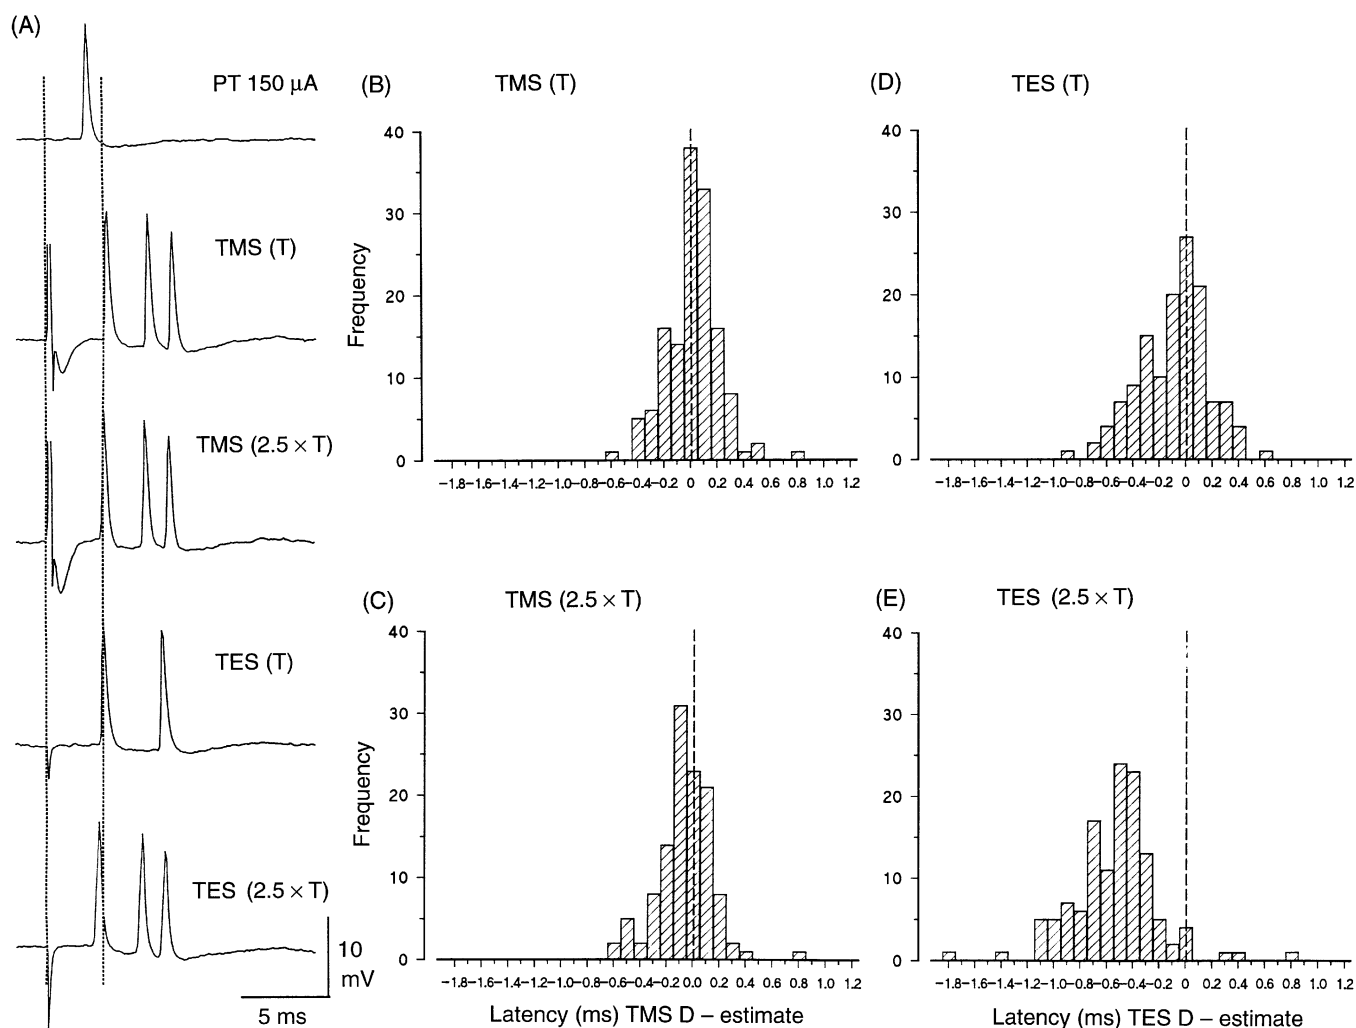 (A)
PT 150 μA
TMS (T)
TMS (2.5 × T)
TES (T)
TES (2.5 × T)
10
mV
5 ms
(B)
TMS (T)
Frequency
40
30
20
10
0
−1.8−1.6−1.4−1.2−1.0−0.8−0.6−0.4−0.2 0 0.2 0.4 0.6 0.8 1.0 1.2
(D)
TES (T)
40
30
20
10
0
−1.8−1.6−1.4−1.2−1.0−0.8−0.6−0.4−0.2 0 0.2 0.4 0.6 0.8 1.0 1.2
(C)
TMS (2.5 × T)
Frequency
40
30
20
10
0
−1.8−1.6−1.4−1.2−1.0−0.8−0.6−0.4−0.2 0.0 0.2 0.4 0.6 0.8 1.0 1.2
Latency (ms) TMS D – estimate
(E)
TES (2.5 × T)
40
30
20
10
0
−1.8−1.6−1.4−1.2−1.0−0.8−0.6−0.4−0.2 0 0.2 0.4 0.6 0.8 1.0 1.2
Latency (ms) TES D – estimate